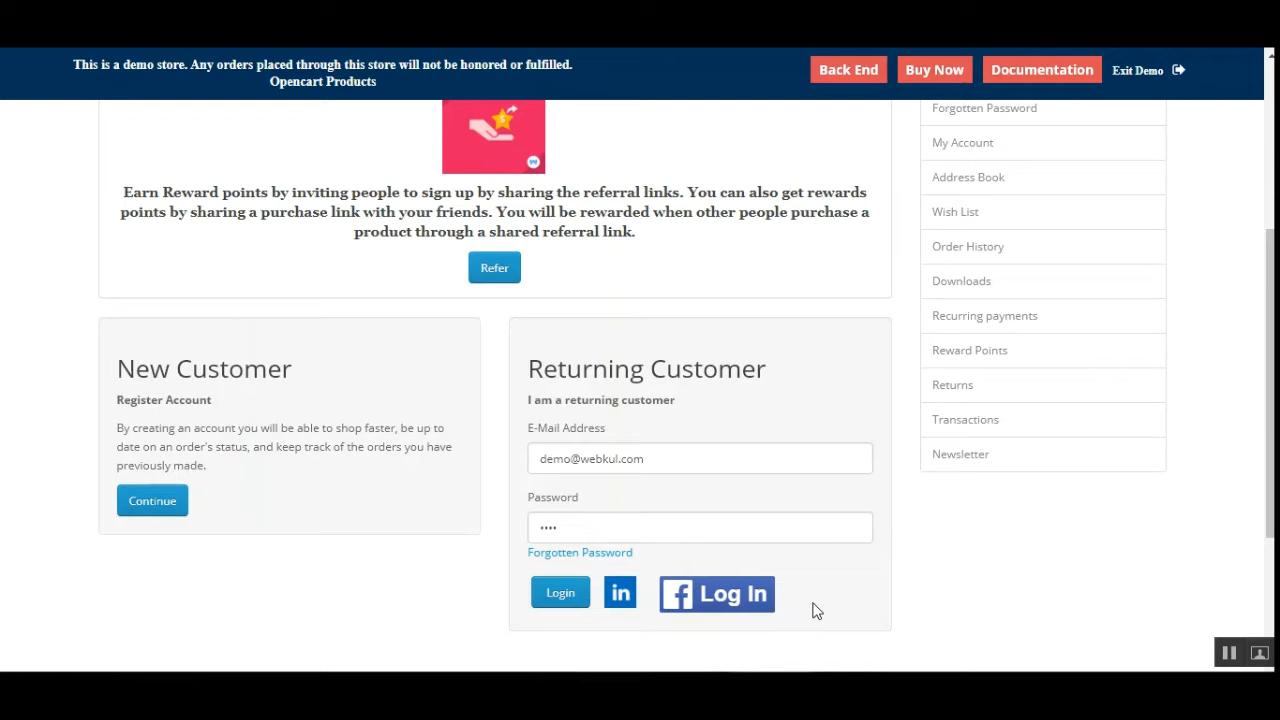 This is a demo store. Any orders placed through this store will not be honored or fulfilled.
Opencart Products
Back End
Buy Now
Documentation
Exit Demo
Earn Reward points by inviting people to sign up by sharing the referral links. You can also get rewards
points by sharing a purchase link with your friends. You will be rewarded when other people purchase a
product through a shared referral link.
Refer
New Customer
Register Account
By creating an account you will be able to shop faster, be up to
date on an order's status, and keep track of the orders you have
previously made.
Continue
Returning Customer
I am a returning customer
E-Mail Address
demo@webkul.com
Password
••••
Forgotten Password
Login
in
f Log In
Forgotten Password
My Account
Address Book
Wish List
Order History
Downloads
Recurring payments
Reward Points
Returns
Transactions
Newsletter